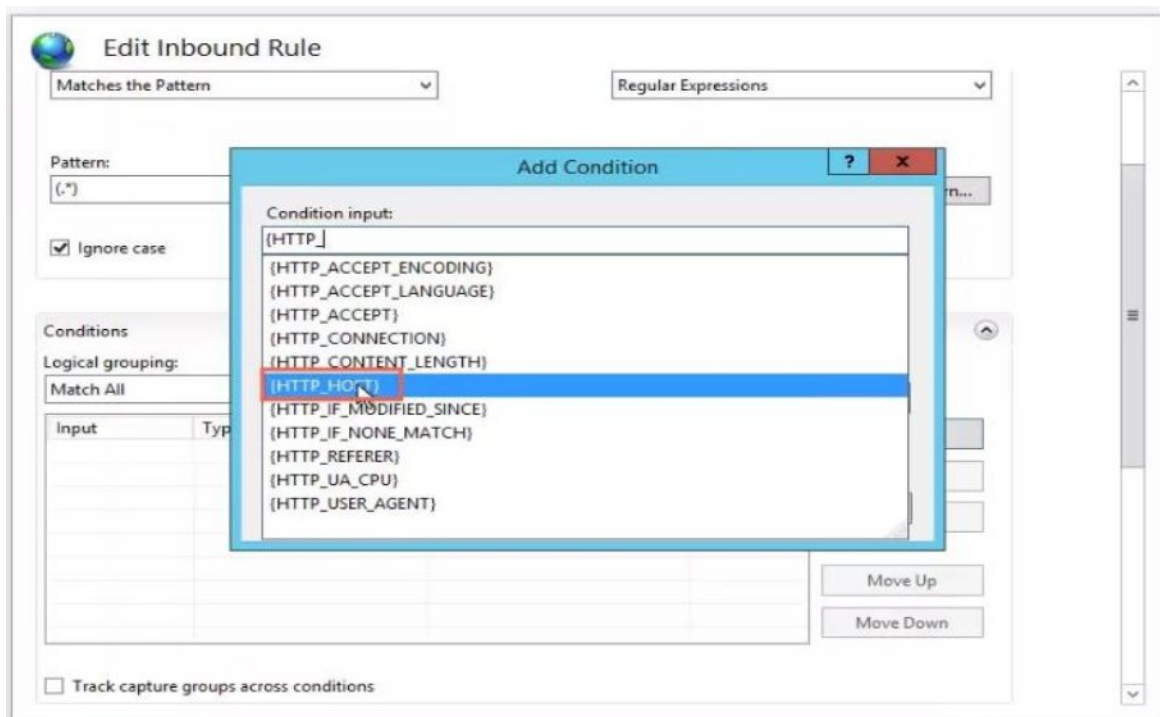 Edit Inbound Rule
Matches the Pattern
Regular Expressions
Pattern:
(.*)
rn...
Ignore case
Add Condition
?
x
Condition input:
{HTTP_
{HTTP_ACCEPT_ENCODING}
{HTTP_ACCEPT_LANGUAGE}
{HTTP_ACCEPT}
{HTTP_CONNECTION}
{HTTP_CONTENT_LENGTH}
{HTTP_HOST}
{HTTP_IF_MODIFIED_SINCE}
{HTTP_IF_NONE_MATCH}
{HTTP_REFERER}
{HTTP_UA_CPU}
{HTTP_USER_AGENT}
Conditions
Logical grouping:
Match All
Input
Typ
Move Up
Move Down
Track capture groups across conditions